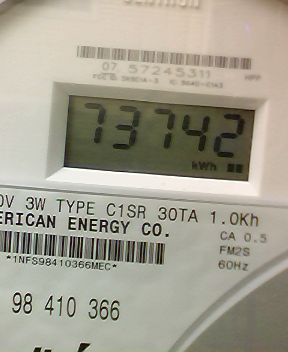 07 57245311
HPP
73742
kWh
0V 3W TYPE C1SR 30TA 1.0Kh
ERICAN ENERGY CO.
CA 0.5
FM2S
60Hz
*1NFS98410366MEC*
98 410 366